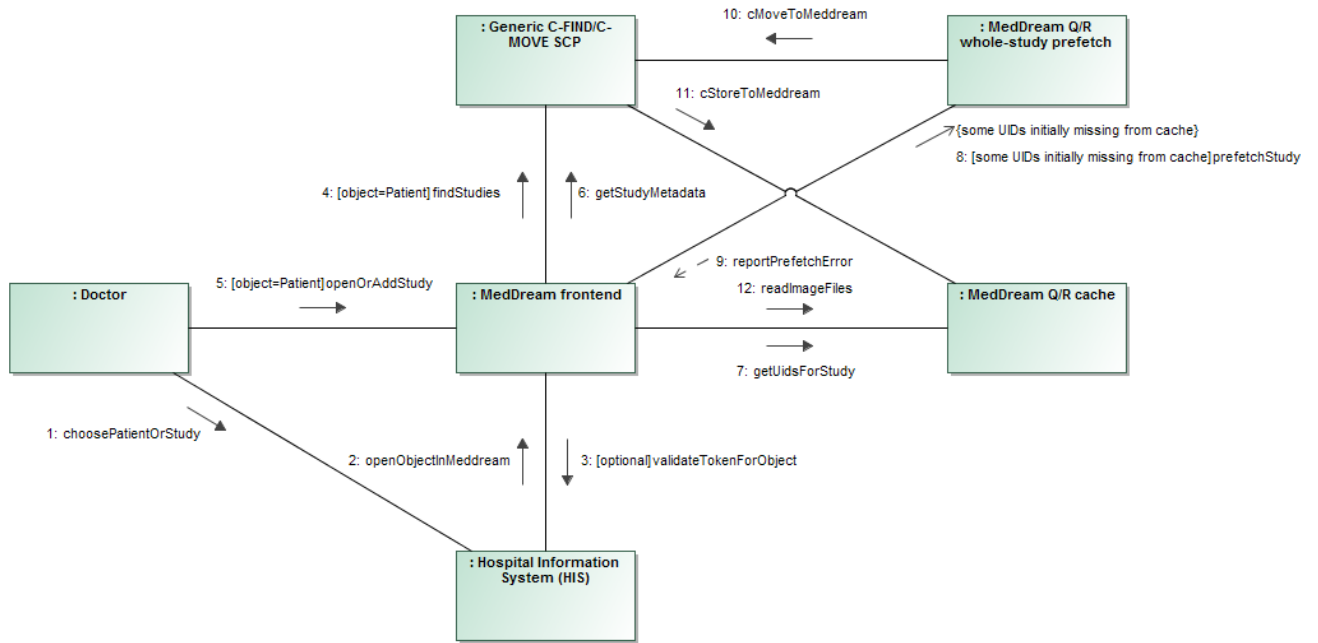 : Generic C-FIND/C-
MOVE SCP
10: cMoveToMeddream
: MedDream Q/R
whole-study prefetch
11: cStoreToMeddream
{some UIDs initially missing from cache}
8: [some UIDs initially missing from cache]prefetchStudy
4: [object=Patient]findStudies
6: getStudyMetadata
9: reportPrefetchError
5: [object=Patient]openOrAddStudy
12: readImageFiles
: Doctor
: MedDream frontend
: MedDream Q/R cache
7: getUidsForStudy
1: choosePatientOrStudy
2: openObjectInMeddream
3: [optional]validateTokenForObject
: Hospital Information
System (HIS)